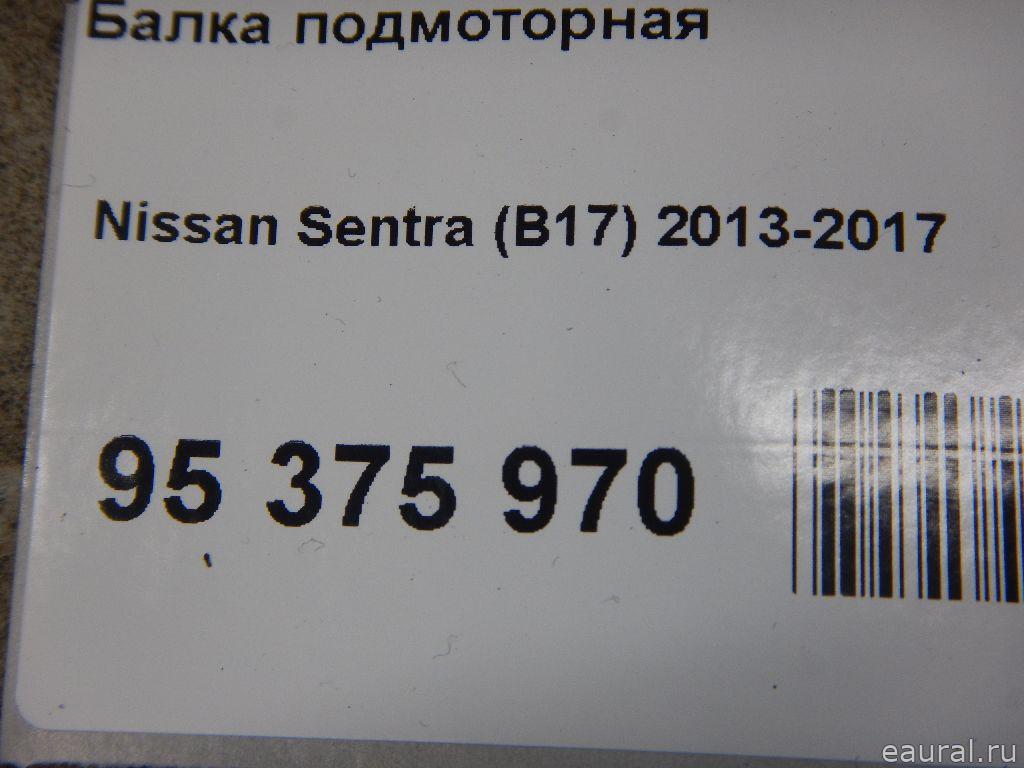 Балка подмоторная
Nissan Sentra (B17) 2013-2017
95 375 970
eaural.ru